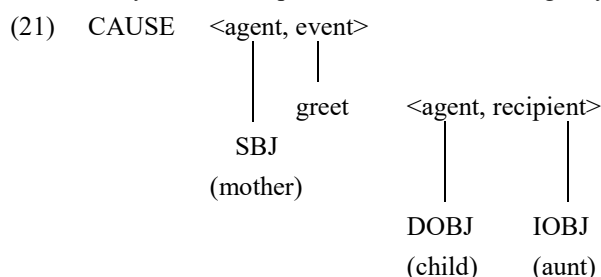 (21) CAUSE <agent, event>
greet <agent, recipient>
SBJ
(mother)
DOBJ IOBJ
(child) (aunt)